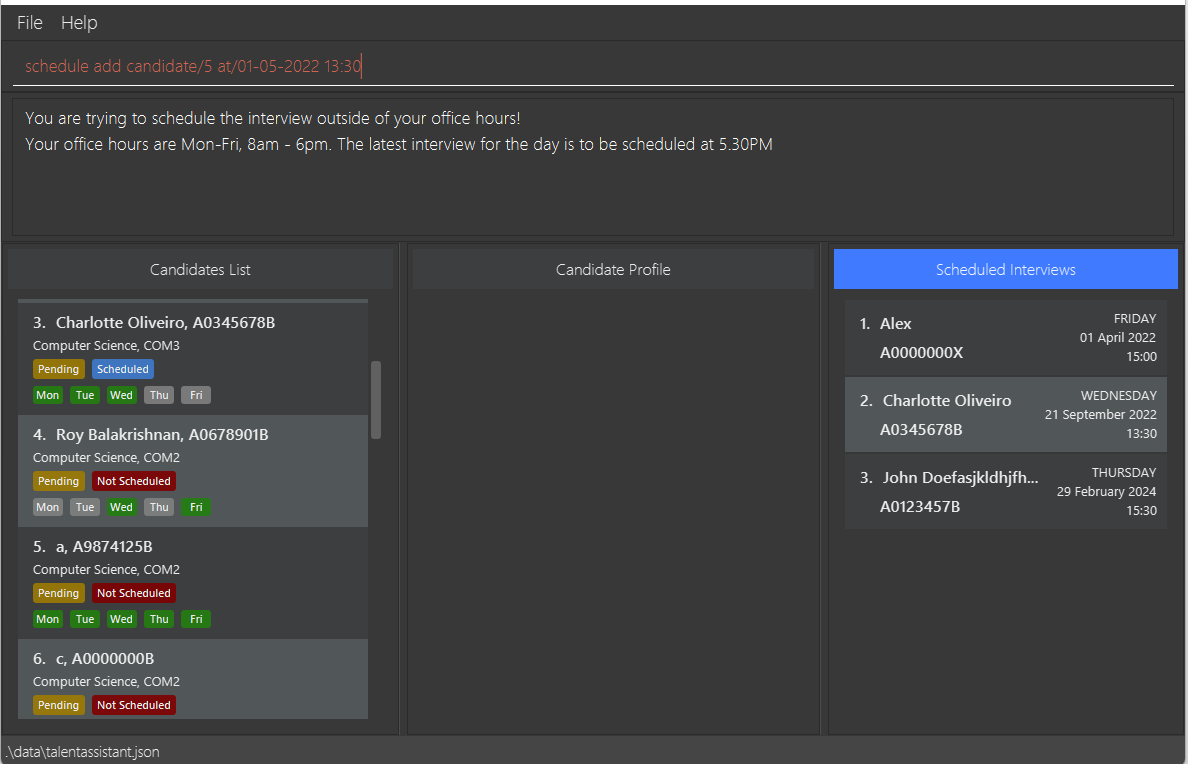 File Help
schedule add candidate/5 at/01-05-2022 13:30
You are trying to schedule the interview outside of your office hours!
Your office hours are Mon-Fri, 8am - 6pm. The latest interview for the day is to be scheduled at 5.30PM
Candidates List
3. Charlotte Oliveiro, A0345678B
Computer Science, COM3
Pending Scheduled
Mon Tue Wed Thu Fri
4. Roy Balakrishnan, A0678901B
Computer Science, COM2
Pending Not Scheduled
Mon Tue Wed Thu Fri
5. a, A9874125B
Computer Science, COM2
Pending Not Scheduled
Mon Tue Wed Thu Fri
6. c, A0000000B
Computer Science, COM2
Pending Not Scheduled
Candidate Profile
Scheduled Interviews
1. Alex
A0000000X
FRIDAY
01 April 2022
15:00
2. Charlotte Oliveiro
A0345678B
WEDNESDAY
21 September 2022
13:30
3. John Doefasjkldhjfh...
A0123457B
THURSDAY
29 February 2024
15:30
.\data\talentassistant.json